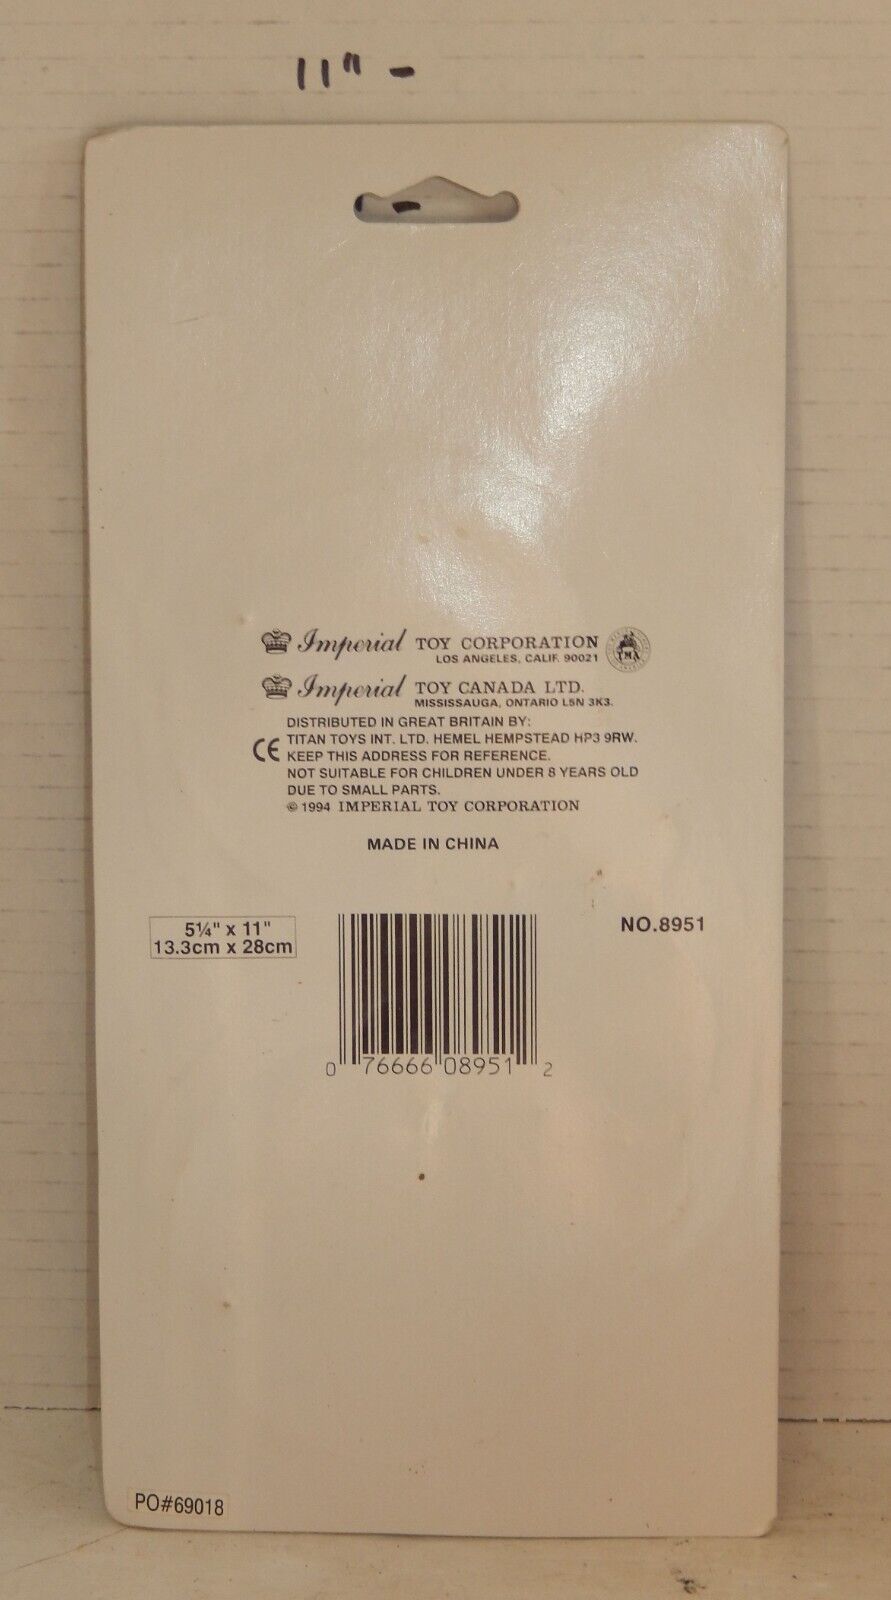 11" -
Imperial TOY CORPORATION
LOS ANGELES, CALIF. 90021
TMA
Imperial TOY CANADA LTD.
MISSISSAUGA, ONTARIO L5N 3K3.
DISTRIBUTED IN GREAT BRITAIN BY:
CE TITAN TOYS INT. LTD. HEMEL HEMPSTEAD HP3 9RW.
KEEP THIS ADDRESS FOR REFERENCE.
NOT SUITABLE FOR CHILDREN UNDER 8 YEARS OLD
DUE TO SMALL PARTS.
© 1994 IMPERIAL TOY CORPORATION
MADE IN CHINA
5¼" x 11"
13.3cm x 28cm
NO.8951
0 76666 08951 2
PO#69018